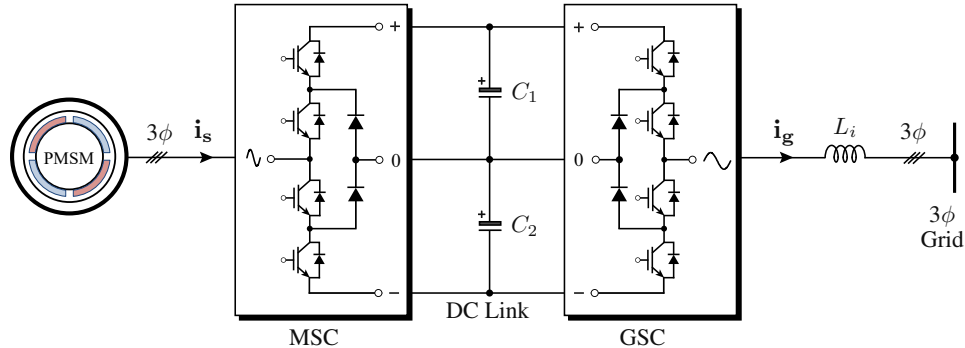 PMSM
3ϕ
i_s
+
0
−
MSC
+
C_1
+
C_2
DC Link
+
0
−
GSC
i_g
L_i
3ϕ
3ϕ
Grid